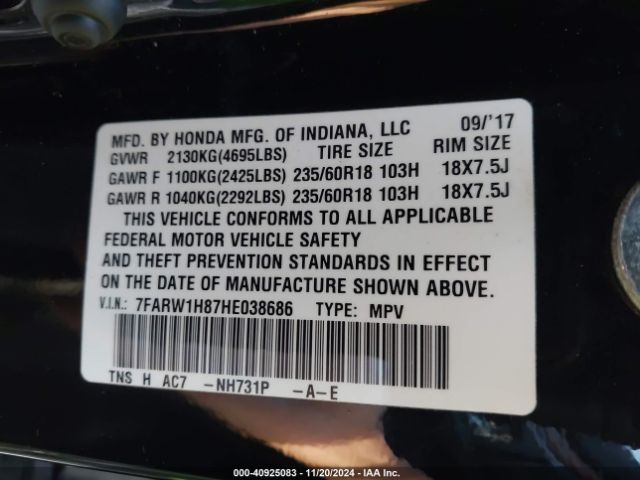 MFD. BY HONDA MFG. OF INDIANA, LLC 09/'17
GVWR 2130KG(4695LBS) TIRE SIZE RIM SIZE
GAWR F 1100KG(2425LBS) 235/60R18 103H 18X7.5J
GAWR R 1040KG(2292LBS) 235/60R18 103H 18X7.5J
THIS VEHICLE CONFORMS TO ALL APPLICABLE
FEDERAL MOTOR VEHICLE SAFETY
AND THEFT PREVENTION STANDARDS IN EFFECT
ON THE DATE OF MANUFACTURE SHOWN ABOVE.
V.I.N.: 7FARW1H87HE038686 TYPE: MPV
TNS H AC7 -NH731P -A-E
000-40925083 - 11/20/2024 - IAA Inc.